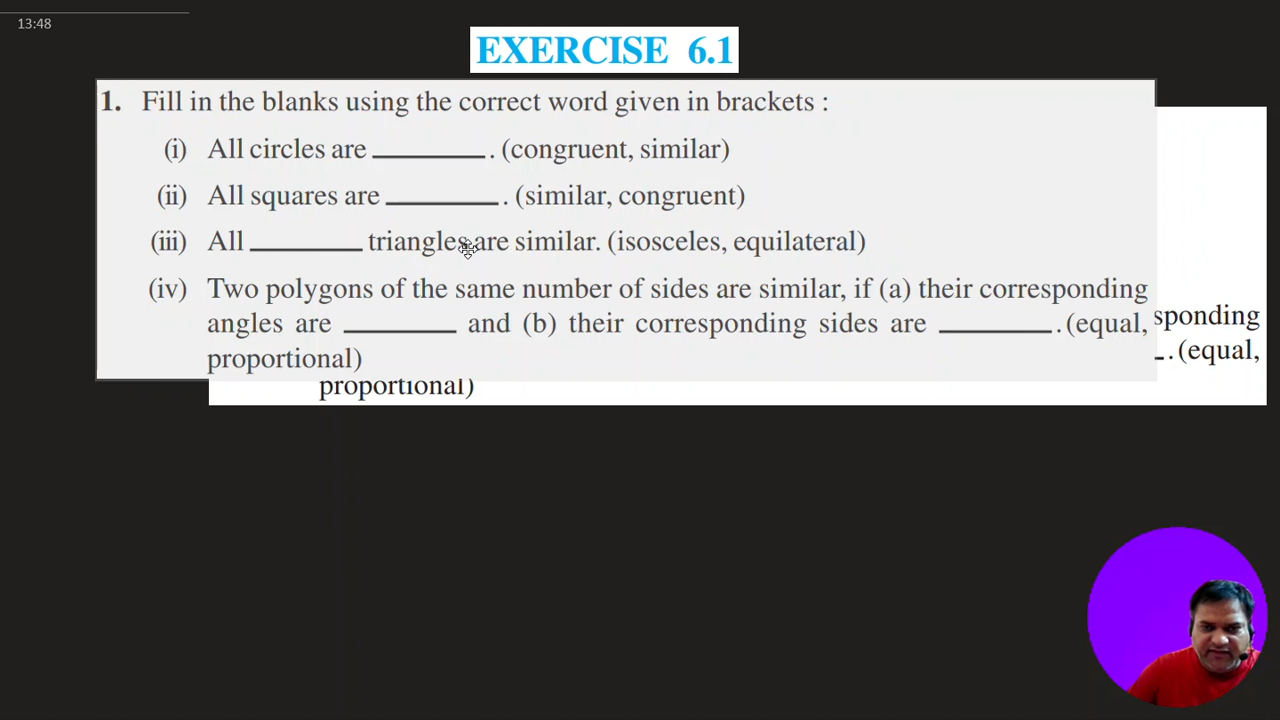 13:48
EXERCISE 6.1
1. Fill in the blanks using the correct word given in brackets :
(i) All circles are ________. (congruent, similar)
(ii) All squares are ________. (similar, congruent)
(iii) All ________ triangles are similar. (isosceles, equilateral)
(iv) Two polygons of the same number of sides are similar, if (a) their corresponding
angles are ________ and (b) their corresponding sides are ________. (equal,
proportional)
sponding
. (equal,
proportional)